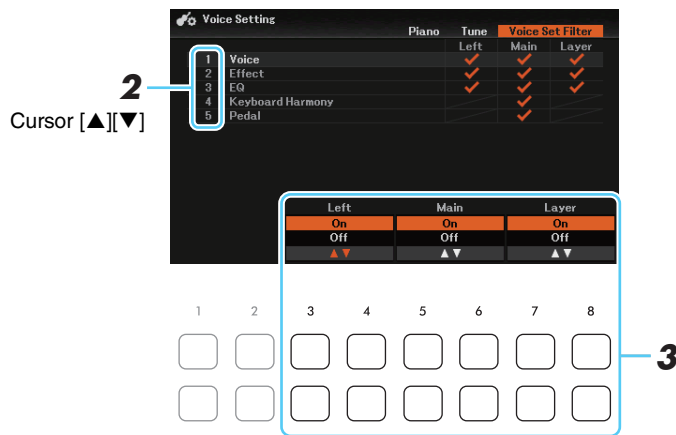 Voice Setting
Piano Tune Voice Set Filter
Left Main Layer
1 Voice
2 Effect
3 EQ
4 Keyboard Harmony
5 Pedal
2
Cursor [▲][▼]
Left Main Layer
On On On
Off Off Off
▲▼ ▲▼ ▲▼
1 2 3 4 5 6 7 8
3